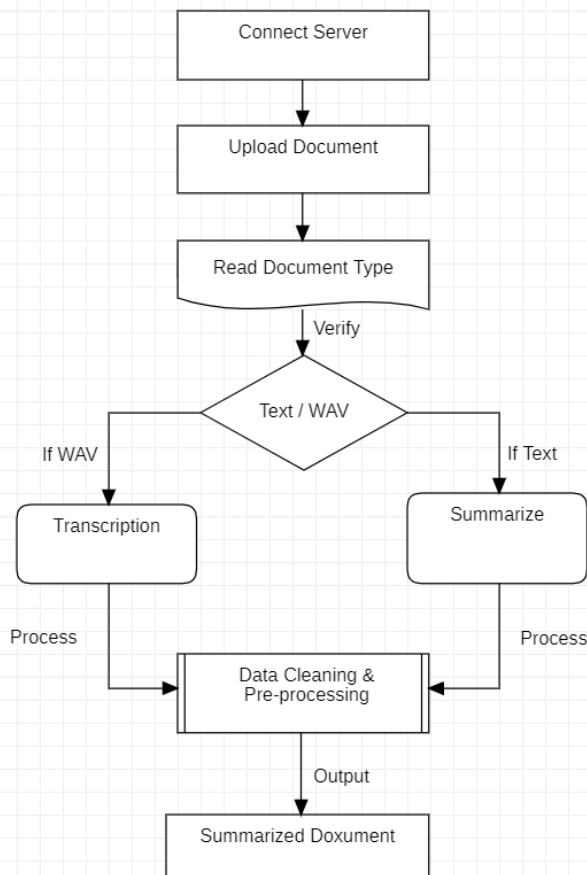 Connect Server
Upload Document
Read Document Type
Verify
Text / WAV
If WAV
If Text
Transcription
Summarize
Process
Process
Data Cleaning &
Pre-processing
Output
Summarized Doxument